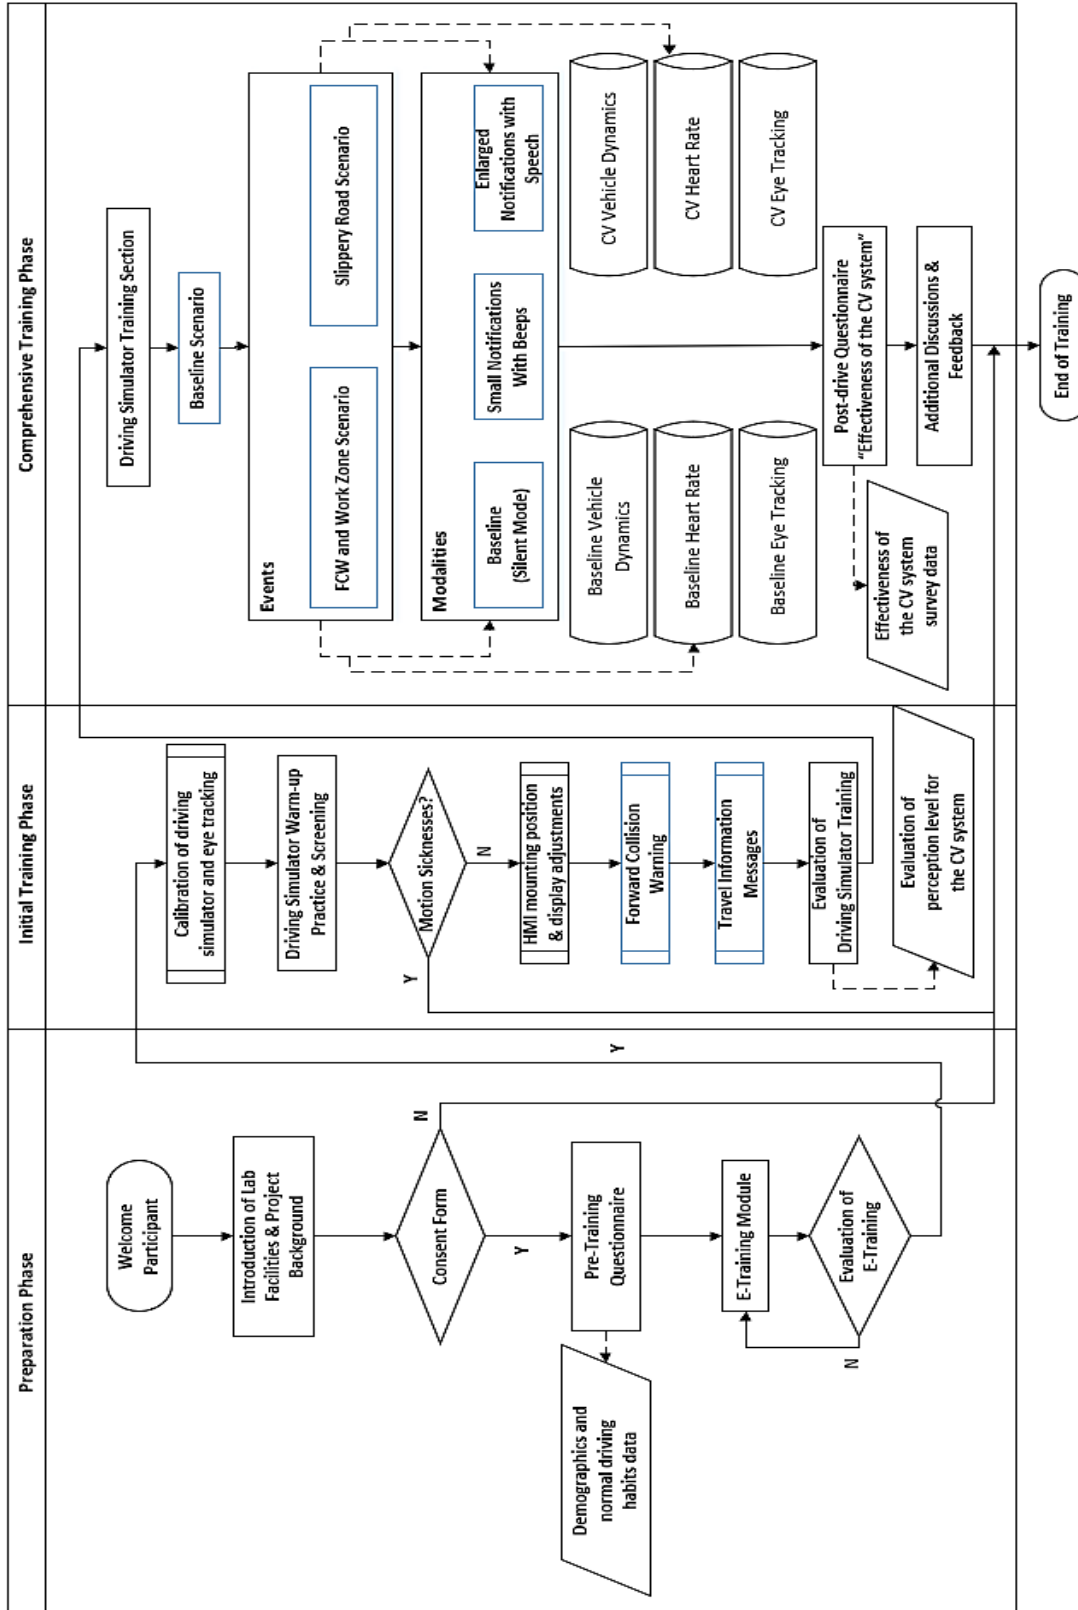 Preparation Phase
Welcome
Participant
Introduction of Lab
Facilities & Project
Background
Consent Form
N
Y
Pre-Training
Questionnaire
Demographics and
normal driving
habits data
E-Training Module
Evaluation of
E-Training
N
Y
Initial Training Phase
Calibration of driving
simulator and eye tracking
Driving Simulator Warm-up
Practice & Screening
Motion Sicknesses?
Y
N
HMI mounting position
& display adjustments
Forward Collision
Warning
Travel Information
Messages
Evaluation of
Driving Simulator Training
Evaluation of
perception level for
the CV system
Comprehensive Training Phase
Driving Simulator Training Section
Baseline Scenario
Events
FCW and Work Zone Scenario
Slippery Road Scenario
Modalities
Baseline
(Silent Mode)
Small Notifications
With Beeps
Enlarged
Notifications with
Speech
Baseline Vehicle
Dynamics
Baseline Heart Rate
Baseline Eye Tracking
CV Vehicle Dynamics
CV Heart Rate
CV Eye Tracking
Post-drive Questionnaire
"Effectiveness of the CV system"
Effectiveness of
the CV system
survey data
Additional Discussions &
Feedback
End of Training